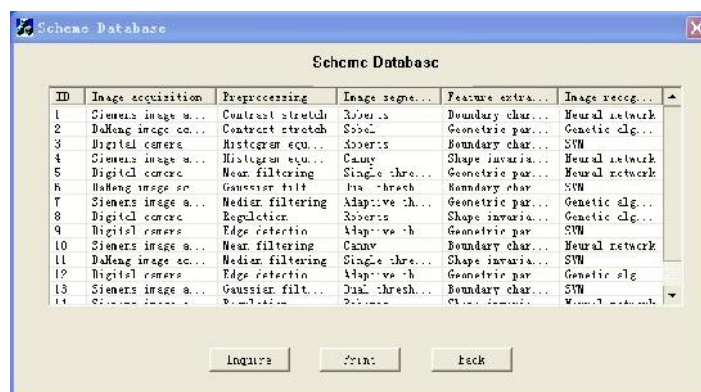 Scheme Database
Scheme Database
ID Image acquisition Preprocessing Image segme... Feature extra... Image recog...
1 Siemens image a... Contrast stretch Roberts Boundary char... Neural network
2 DaHeng image ac... Contrast stretch Sobel Geometric par... Genetic alg...
3 Digital camera Histogram equ... Roberts Boundary char... SVM
4 Siemens image a... Histogram equ... Canny Shape invaria... Neural network
5 Digital camera Mean filtering Single thre... Geometric par... Neural network
6 DaHeng image ac... Gaussian filt... Dual thresh... Boundary char... SVM
7 Siemens image a... Median filtering Adaptive th... Geometric par... Genetic alg...
8 Digital camera Regulation Roberts Shape invaria... Genetic alg...
9 Digital camera Edge detectio... Adaptive th... Geometric par... SVM
10 Siemens image a... Mean filtering Canny Boundary char... Neural network
11 DaHeng image ac... Median filtering Single thre... Shape invaria... SVM
12 Digital camera Edge detectio... Adaptive th... Geometric par... Genetic alg...
13 Siemens image a... Gaussian filt... Dual thresh... Boundary char... SVM
Inquire Print Back